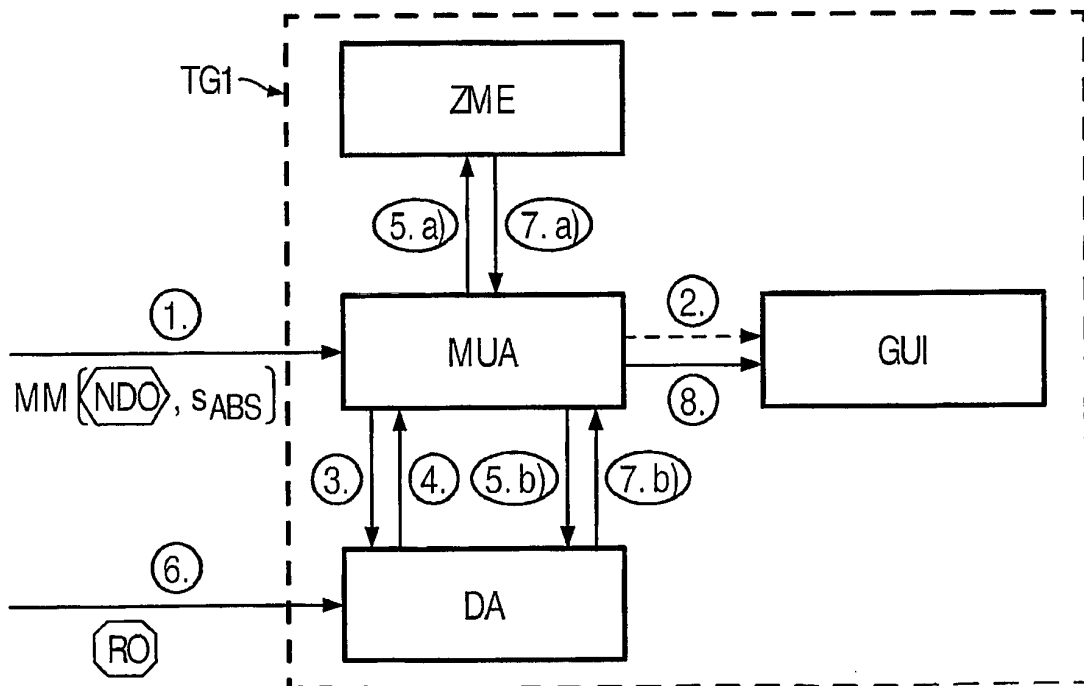 TG1
ZME
5. a)
7. a)
1.
MM [NDO, sABS]
MUA
2.
8.
GUI
3.
4.
5. b)
7. b)
6.
RO
DA